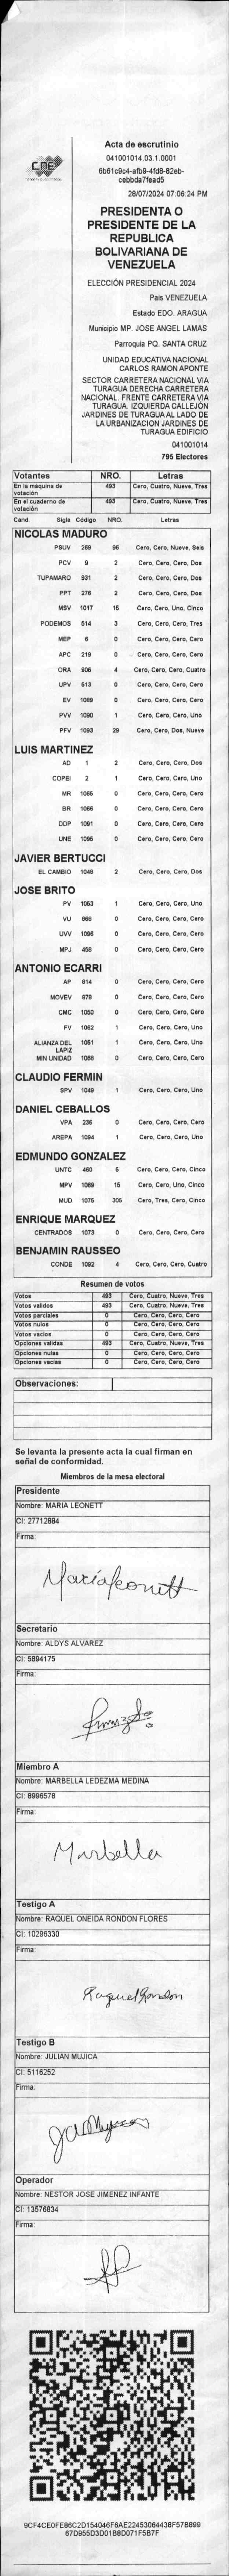 CNE
Acta de escrutinio
041001014.03.1.0001
6b61c9c4-afb9-4fd8-82eb-
cebbda7fead5
28/07/2024 07:06:24 PM
PRESIDENTA O
PRESIDENTE DE LA
REPUBLICA
BOLIVARIANA DE
VENEZUELA
ELECCIÓN PRESIDENCIAL 2024
País VENEZUELA
Estado EDO. ARAGUA
Municipio MP. JOSE ANGEL LAMAS
Parroquia PQ. SANTA CRUZ
UNIDAD EDUCATIVA NACIONAL
CARLOS RAMON APONTE
SECTOR CARRETERA NACIONAL VIA
TURAGUA DERECHA CARRETERA
NACIONAL. FRENTE CARRETERA VIA
TURAGUA. IZQUIERDA CALLEJÓN
JARDINES DE TURAGUA AL LADO DE
LA URBANIZACION JARDINES DE
TURAGUA EDIFICIO
041001014
795 Electores
Votantes NRO. Letras
En la máquina de votación 493 Cero, Cuatro, Nueve, Tres
En el cuaderno de votación 493 Cero, Cuatro, Nueve, Tres
Cand. Sigla Código NRO. Letras
NICOLAS MADURO
PSUV 269 96 Cero, Cero, Nueve, Seis
PCV 9 2 Cero, Cero, Cero, Dos
TUPAMARO 931 2 Cero, Cero, Cero, Dos
PPT 276 2 Cero, Cero, Cero, Dos
MSV 1017 15 Cero, Cero, Uno, Cinco
PODEMOS 514 3 Cero, Cero, Cero, Tres
MEP 6 0 Cero, Cero, Cero, Cero
APC 219 0 Cero, Cero, Cero, Cero
ORA 906 4 Cero, Cero, Cero, Cuatro
UPV 613 0 Cero, Cero, Cero, Cero
EV 1089 0 Cero, Cero, Cero, Cero
PVV 1090 1 Cero, Cero, Cero, Uno
PFV 1093 29 Cero, Cero, Dos, Nueve
LUIS MARTINEZ
AD 1 2 Cero, Cero, Cero, Dos
COPEI 2 1 Cero, Cero, Cero, Uno
MR 1065 0 Cero, Cero, Cero, Cero
BR 1066 0 Cero, Cero, Cero, Cero
DDP 1091 0 Cero, Cero, Cero, Cero
UNE 1095 0 Cero, Cero, Cero, Cero
JAVIER BERTUCCI
EL CAMBIO 1048 2 Cero, Cero, Cero, Dos
JOSE BRITO
PV 1053 1 Cero, Cero, Cero, Uno
VU 968 0 Cero, Cero, Cero, Cero
UVV 1096 0 Cero, Cero, Cero, Cero
MPJ 458 0 Cero, Cero, Cero, Cero
ANTONIO ECARRI
AP 814 0 Cero, Cero, Cero, Cero
MOVEV 978 0 Cero, Cero, Cero, Cero
CMC 1050 0 Cero, Cero, Cero, Cero
FV 1062 1 Cero, Cero, Cero, Uno
ALIANZA DEL LAPIZ 1051 1 Cero, Cero, Cero, Uno
MIN UNIDAD 1068 0 Cero, Cero, Cero, Cero
CLAUDIO FERMIN
SPV 1049 1 Cero, Cero, Cero, Uno
DANIEL CEBALLOS
VPA 236 0 Cero, Cero, Cero, Cero
AREPA 1094 1 Cero, Cero, Cero, Uno
EDMUNDO GONZALEZ
UNTC 460 5 Cero, Cero, Cero, Cinco
MPV 1069 15 Cero, Cero, Uno, Cinco
MUD 1075 305 Cero, Tres, Cero, Cinco
ENRIQUE MARQUEZ
CENTRADOS 1073 0 Cero, Cero, Cero, Cero
BENJAMIN RAUSSEO
CONDE 1092 4 Cero, Cero, Cero, Cuatro
Resumen de votos
Votos 493 Cero, Cuatro, Nueve, Tres
Votos validos 493 Cero, Cuatro, Nueve, Tres
Votos parciales 0 Cero, Cero, Cero, Cero
Votos nulos 0 Cero, Cero, Cero, Cero
Votos vacios 0 Cero, Cero, Cero, Cero
Opciones validas 493 Cero, Cuatro, Nueve, Tres
Opciones nulas 0 Cero, Cero, Cero, Cero
Opciones vacias 0 Cero, Cero, Cero, Cero
Observaciones:
Se levanta la presente acta la cual firman en
señal de conformidad.
Miembros de la mesa electoral
Presidente
Nombre: MARIA LEONETT
CI: 27712884
Firma:
María Leonett
Secretario
Nombre: ALDYS ALVAREZ
CI: 5894175
Firma:
Miembro A
Nombre: MARBELLA LEDEZMA MEDINA
CI: 8996578
Firma:
Marbella
Testigo A
Nombre: RAQUEL ONEIDA RONDON FLORES
CI: 10296330
Firma:
Raquel Rondon
Testigo B
Nombre: JULIAN MUJICA
CI: 5116252
Firma:
Operador
Nombre: NESTOR JOSE JIMENEZ INFANTE
CI: 13576834
Firma:
9CF4CE0FE86C2D154046F6AE22453064438F57B899
67D955D3D01B8D071F5B7F